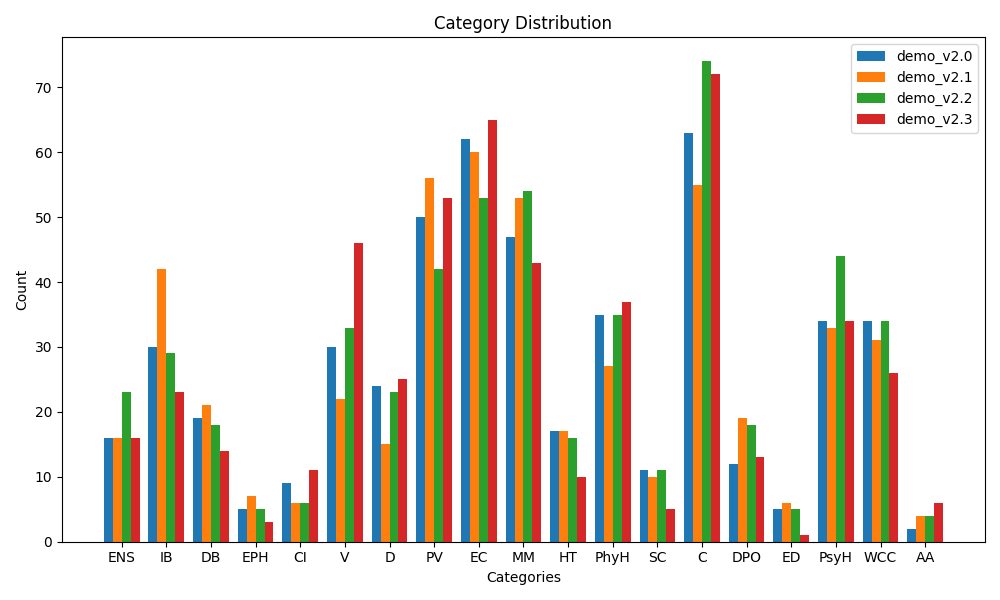 Category Distribution
demo_v2.0
demo_v2.1
demo_v2.2
demo_v2.3
Count
70
60
50
40
30
20
10
0
ENS IB DB EPH CI V D PV EC MM HT PhyH SC C DPO ED PsyH WCC AA
Categories